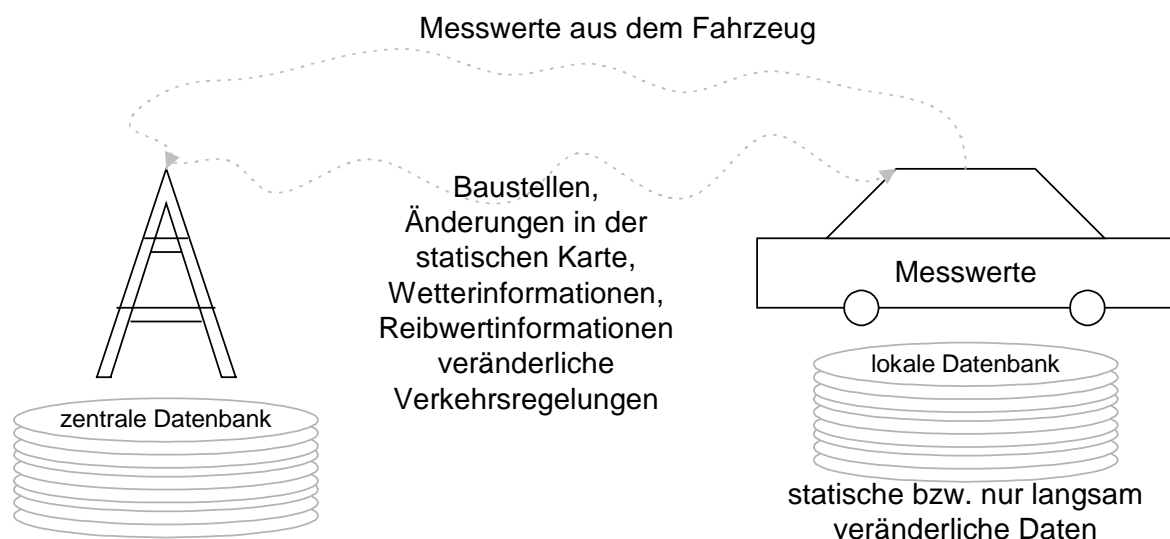 Messwerte aus dem Fahrzeug
Baustellen,
Änderungen in der
statischen Karte,
Wetterinformationen,
Reibwertinformationen
veränderliche
Verkehrsregelungen
Messwerte
zentrale Datenbank
lokale Datenbank
statische bzw. nur langsam
veränderliche Daten